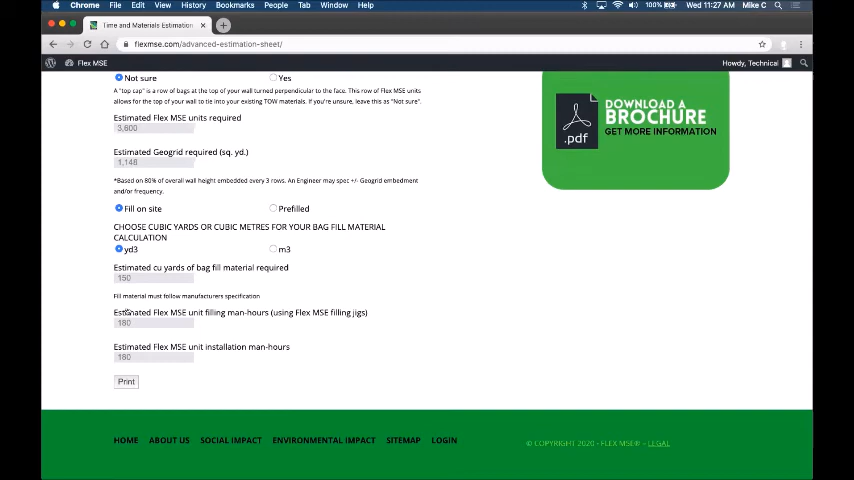 Chrome File Edit View History Bookmarks People Tab Window Help 100% Wed 11:27 AM Mike C
Time and Materials Estimation
flexmse.com/advanced-estimation-sheet/
Flex MSE Howdy, Technical
Not sure Yes
A "top cap" is a row of bags at the top of your wall turned perpendicular to the face. This row of Flex MSE units
allows for the top of your wall to tie into your existing TOW materials. If you're unsure, leave this as "Not sure".
Estimated Flex MSE units required
3,600
Estimated Geogrid required (sq. yd.)
1,148
*Based on 80% of overall wall height embedded every 3 rows. An Engineer may spec +/- Geogrid embedment
and/or frequency.
Fill on site Prefilled
CHOOSE CUBIC YARDS OR CUBIC METRES FOR YOUR BAG FILL MATERIAL
CALCULATION
yd3 m3
Estimated cu yards of bag fill material required
150
Fill material must follow manufacturers specification
Estimated Flex MSE unit filling man-hours (using Flex MSE filling jigs)
180
Estimated Flex MSE unit installation man-hours
180
Print
DOWNLOAD A
BROCHURE
GET MORE INFORMATION
.pdf
HOME ABOUT US SOCIAL IMPACT ENVIRONMENTAL IMPACT SITEMAP LOGIN
© COPYRIGHT 2020 - FLEX MSE® – LEGAL